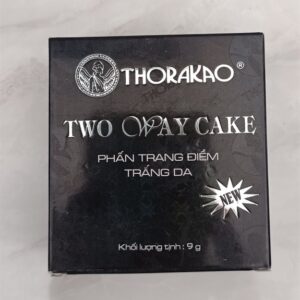 THORAKAO®
TWO WAY CAKE
PHẤN TRANG ĐIỂM
TRẮNG DA
NEW
Khối lượng tịnh : 9 g